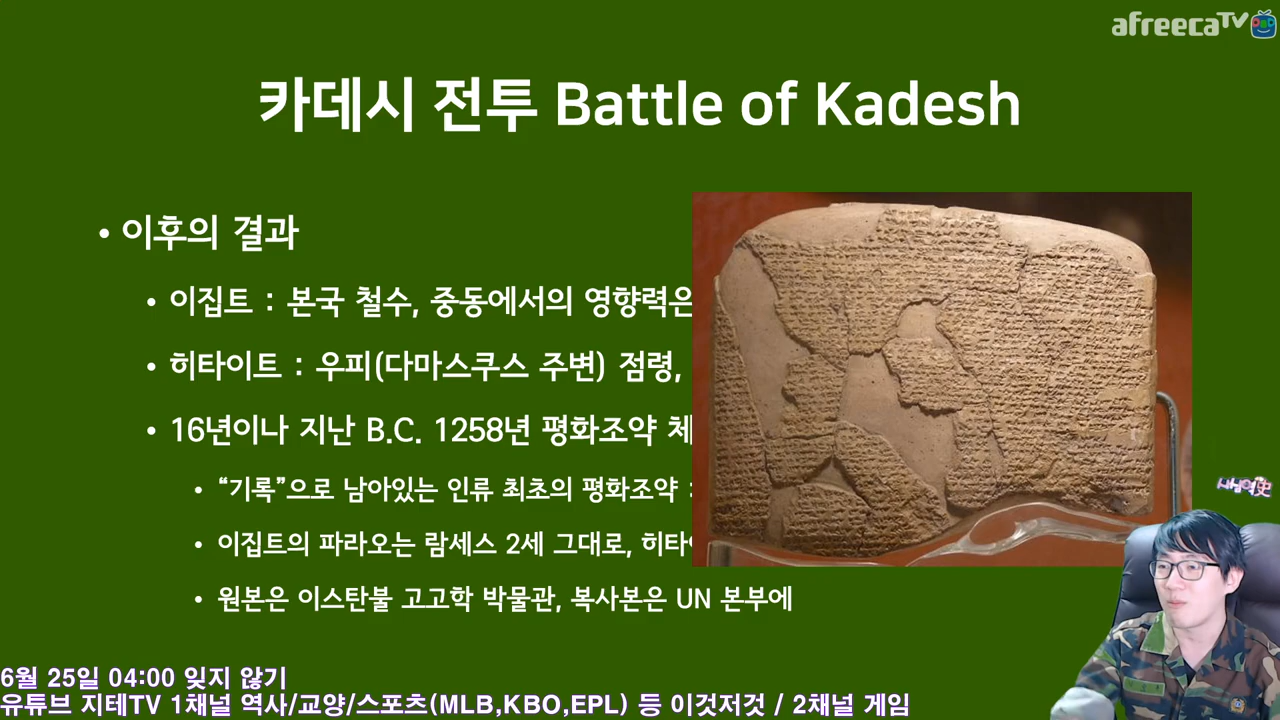 afreecaTV
카데시 전투 Battle of Kadesh
• 이후의 결과
• 이집트 : 본국 철수, 중동에서의 영향력은
• 히타이트 : 우피(다마스쿠스 주변) 점령,
• 16년이나 지난 B.C. 1258년 평화조약 체
• “기록”으로 남아있는 인류 최초의 평화조약 :
• 이집트의 파라오는 람세스 2세 그대로, 히타
• 원본은 이스탄불 고고학 박물관, 복사본은 UN 본부에
6월 25일 04:00 잊지 않기
유튜브 지테TV 1채널 역사/교양/스포츠(MLB,KBO,EPL) 등 이것저것 / 2채널 게임